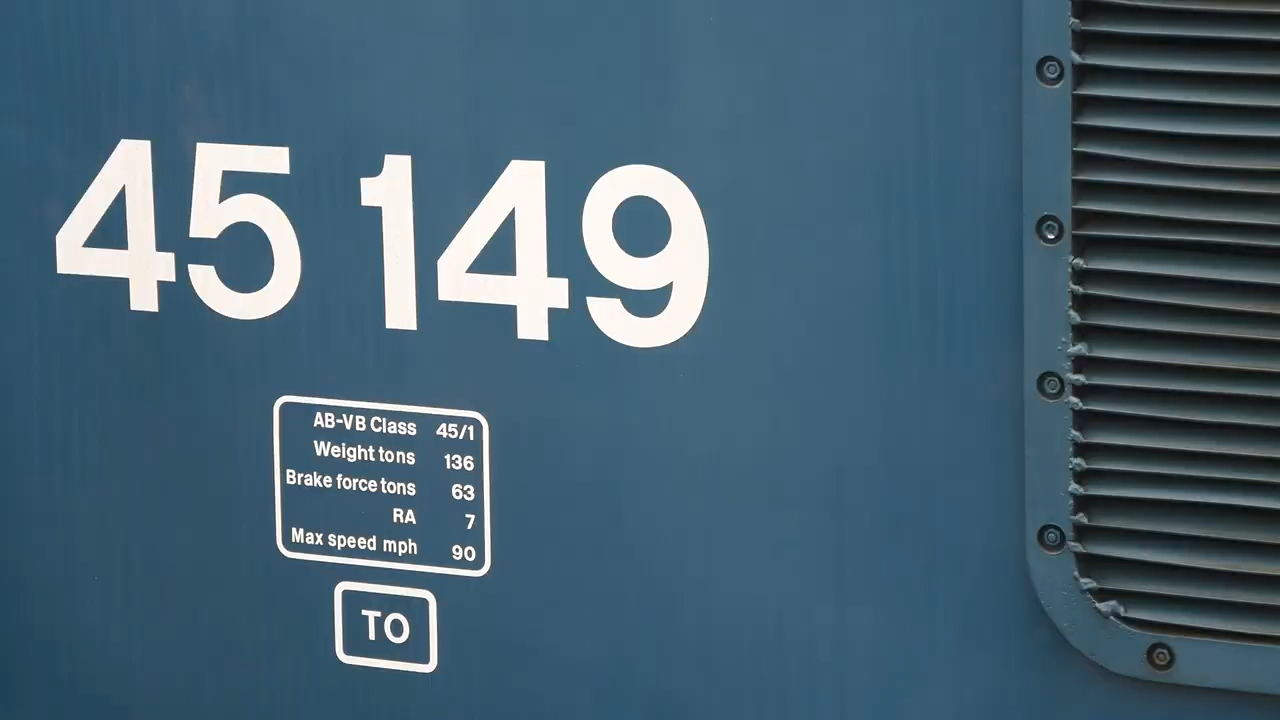 45 149
AB-VB Class 45/1
Weight tons 136
Brake force tons 63
RA 7
Max speed mph 90
TO